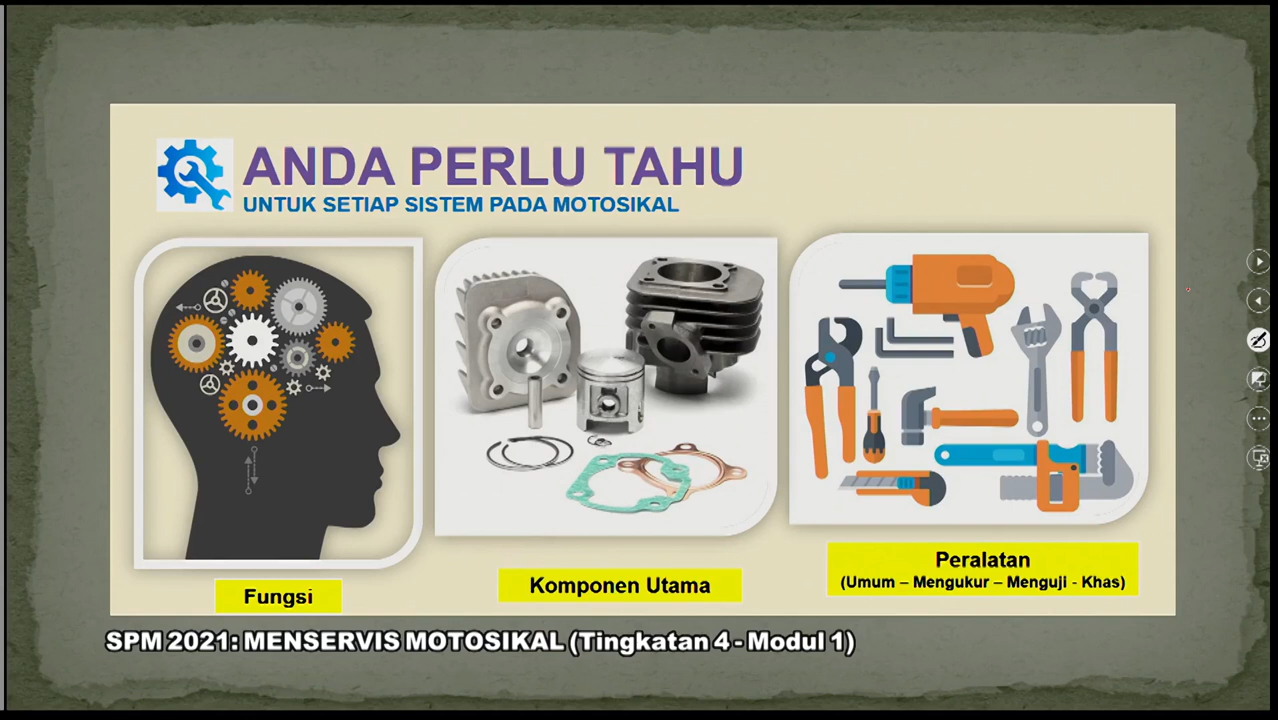 ANDA PERLU TAHU
UNTUK SETIAP SISTEM PADA MOTOSIKAL
Fungsi
Komponen Utama
Peralatan
(Umum – Mengukur – Menguji - Khas)
SPM 2021: MENSERVIS MOTOSIKAL (Tingkatan 4 - Modul 1)